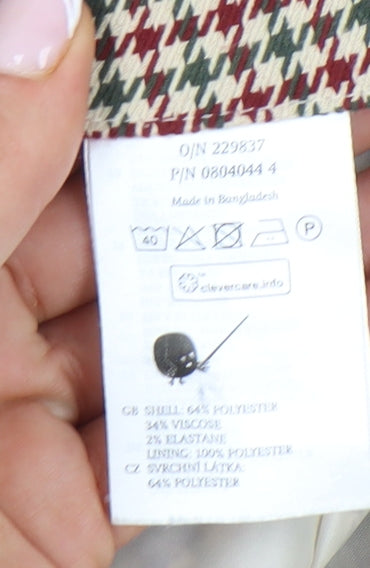 O/N 229837
P/N 0804044 4
Made in Bangladesh
40 P
clevercare.info
GB SHELL: 64% POLYESTER
34% VISCOSE
2% ELASTANE
LINING: 100% POLYESTER
CZ SVRCHNÍ LÁTKA:
64% POLYESTER